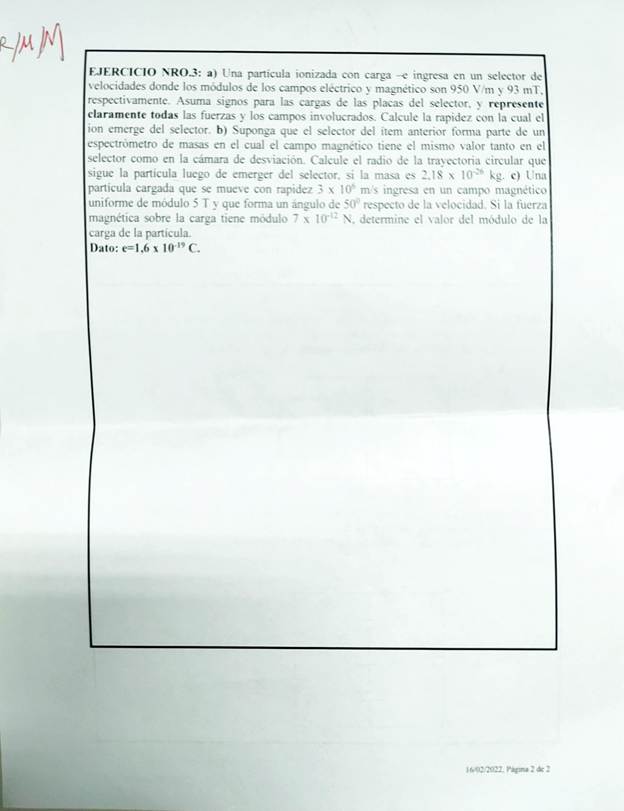 R/M/M
EJERCICIO NRO.3: a) Una partícula ionizada con carga –e ingresa en un selector de
velocidades donde los módulos de los campos eléctrico y magnético son 950 V/m y 93 mT,
respectivamente. Asuma signos para las cargas de las placas del selector, y represente
claramente todas las fuerzas y los campos involucrados. Calcule la rapidez con la cual el
ion emerge del selector. b) Suponga que el selector del ítem anterior forma parte de un
espectrómetro de masas en el cual el campo magnético tiene el mismo valor tanto en el
selector como en la cámara de desviación. Calcule el radio de la trayectoria circular que
sigue la partícula luego de emerger del selector, si la masa es 2,18 x 10⁻²⁶ kg. c) Una
partícula cargada que se mueve con rapidez 3 x 10⁶ m/s ingresa en un campo magnético
uniforme de módulo 5 T y que forma un ángulo de 50⁰ respecto de la velocidad. Si la fuerza
magnética sobre la carga tiene módulo 7 x 10⁻¹² N, determine el valor del módulo de la
carga de la partícula.
Dato: e=1,6 x 10⁻¹⁹ C.
16/02/2022, Página 2 de 2